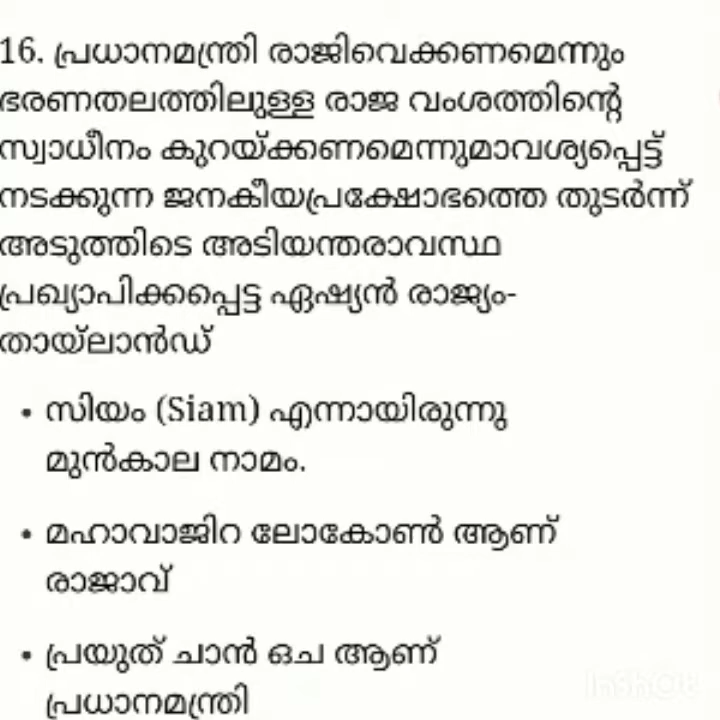 16. പ്രധാനമന്ത്രി രാജിവെക്കണമെന്നും
ഭരണതലത്തിലുള്ള രാജ വംശത്തിന്റെ
സ്വാധീനം കുറയ്ക്കണമെന്നുമാവശ്യപ്പെട്ട്
നടക്കുന്ന ജനകീയപ്രക്ഷോഭത്തെ തുടർന്ന്
അടുത്തിടെ അടിയന്തരാവസ്ഥ
പ്രഖ്യാപിക്കപ്പെട്ട ഏഷ്യൻ രാജ്യം-
തായ്‌ലാൻഡ്
• സിയം (Siam) എന്നായിരുന്നു
മുൻകാല നാമം.
• മഹാവാജിറ ലോകോൺ ആണ്
രാജാവ്
• പ്രയുത് ചാൻ ഒച ആണ്
പ്രധാനമന്ത്രി
InShOt